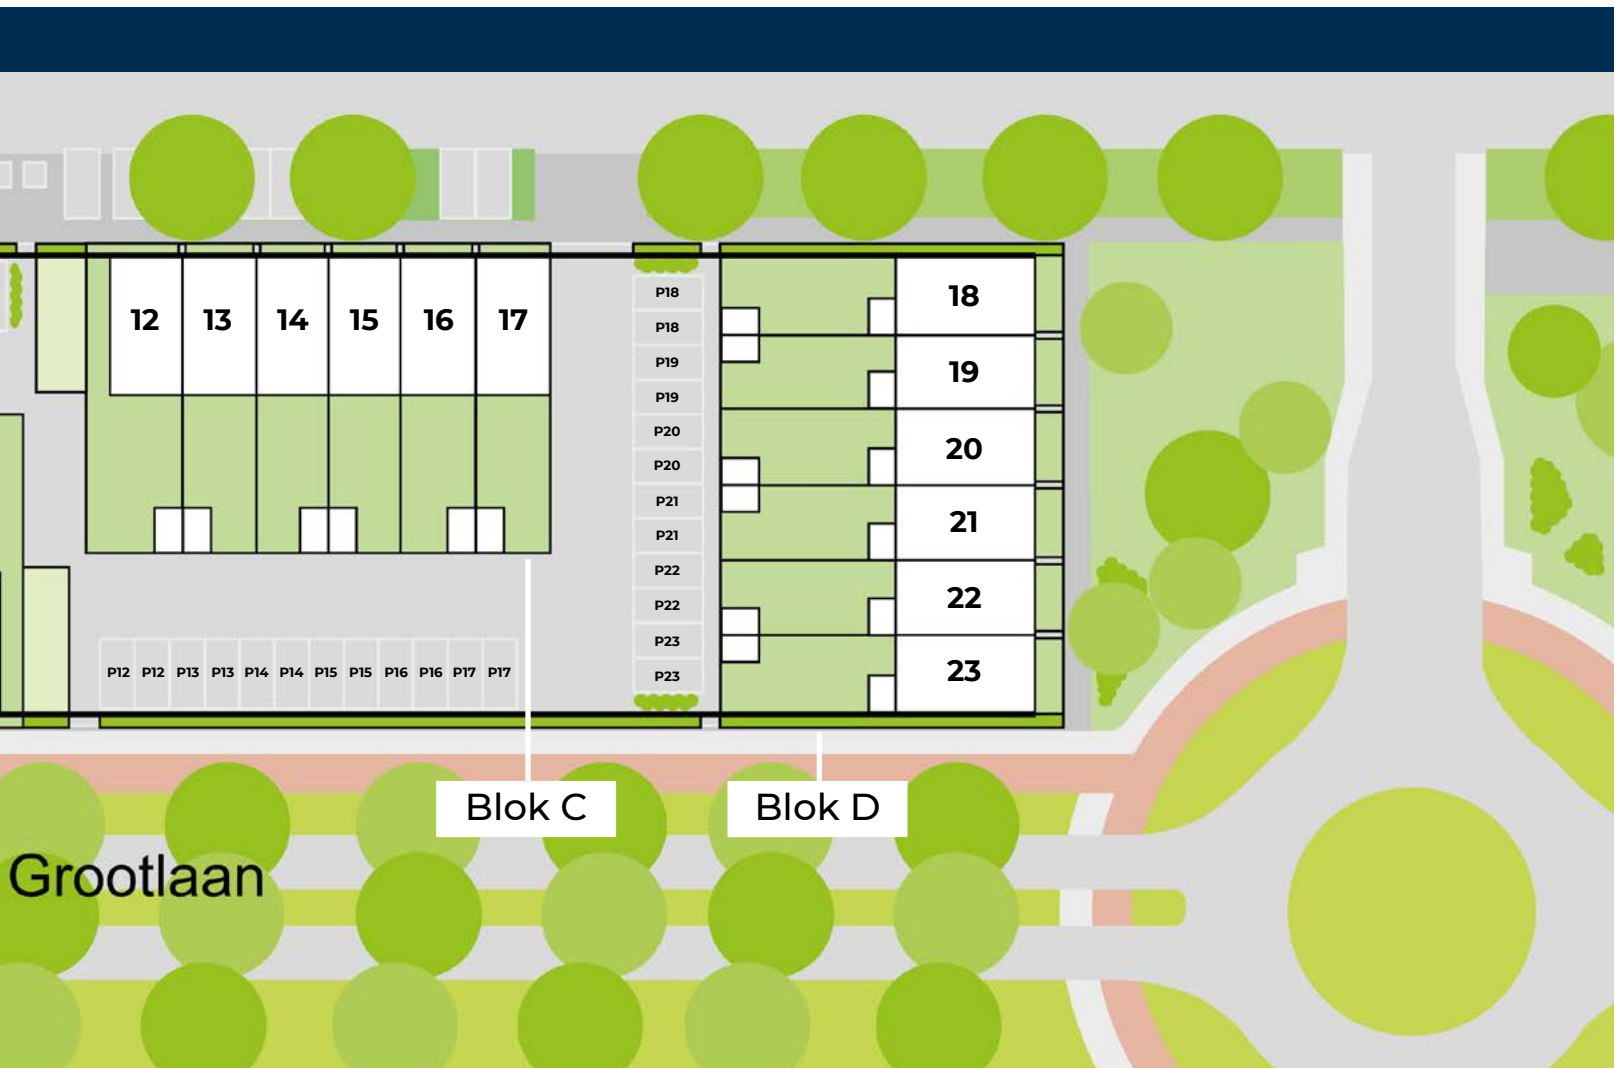 12 13 14 15 16 17
P18
P18
P19
P19
P20
P20
P21
P21
P22
P22
P23
P23
18
19
20
21
22
23
P12 P12 P13 P13 P14 P14 P15 P15 P16 P16 P17 P17
Blok C
Blok D
Grootlaan